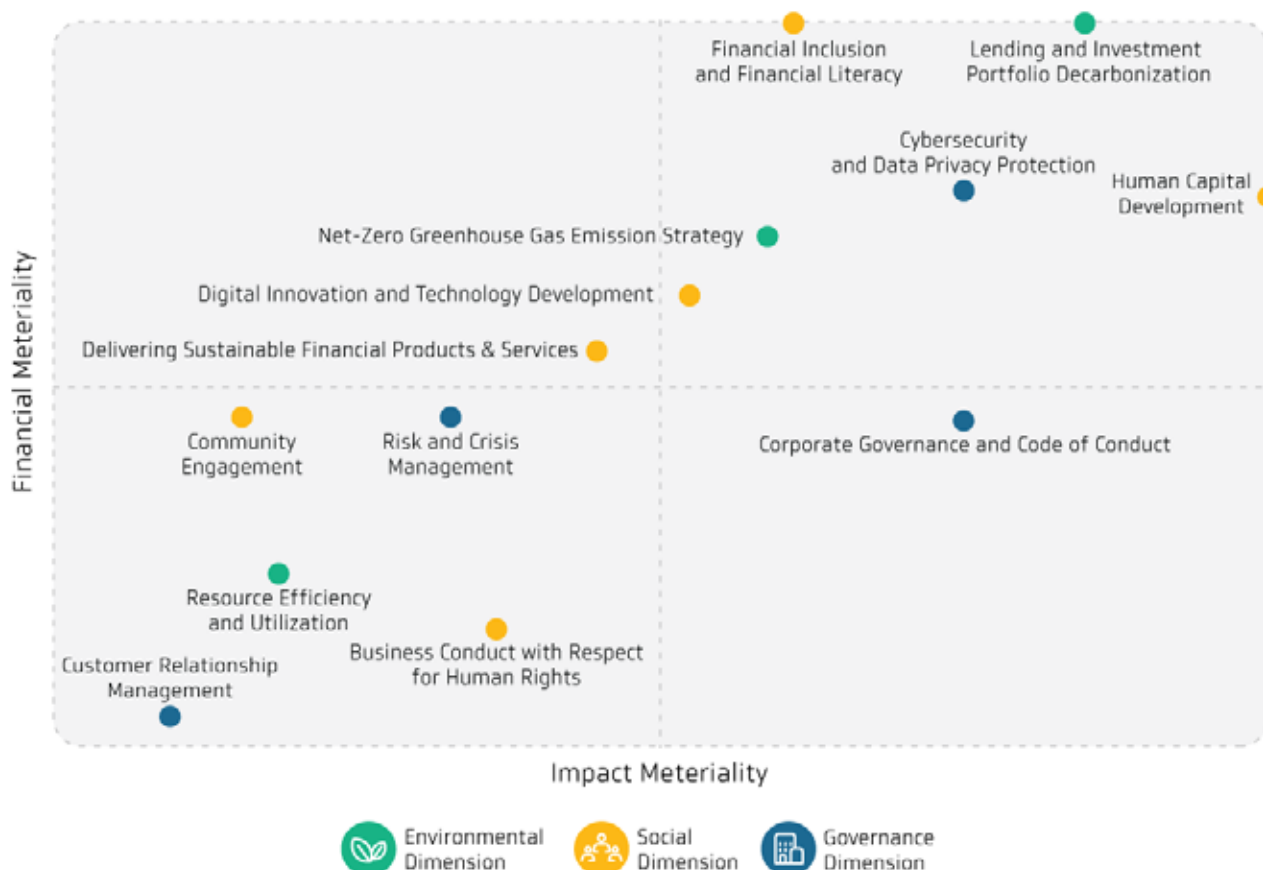 Financial Inclusion
and Financial Literacy
Lending and Investment
Portfolio Decarbonization
Cybersecurity
and Data Privacy Protection
Human Capital
Development
Net-Zero Greenhouse Gas Emission Strategy
Digital Innovation and Technology Development
Delivering Sustainable Financial Products & Services
Financial Meteriality
Community
Engagement
Risk and Crisis
Management
Corporate Governance and Code of Conduct
Resource Efficiency
and Utilization
Business Conduct with Respect
for Human Rights
Customer Relationship
Management
Impact Meteriality
Environmental
Dimension
Social
Dimension
Governance
Dimension